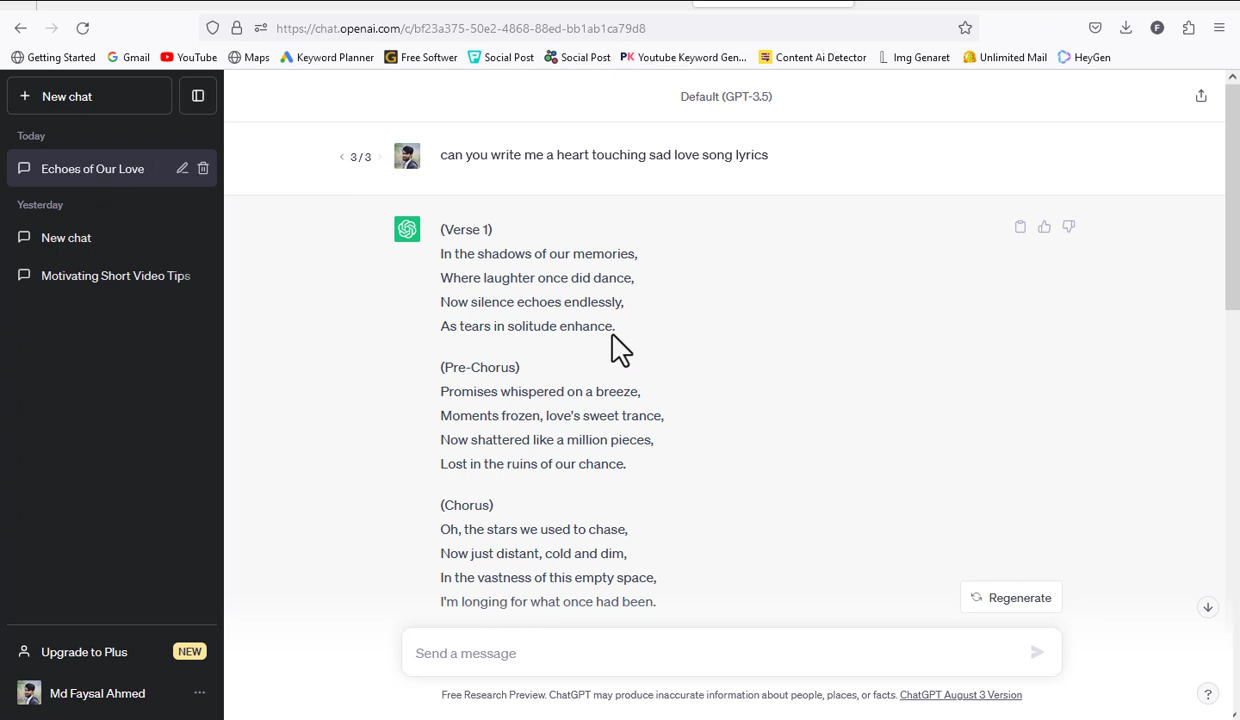 https://chat.openai.com/c/bf23a375-50e2-4868-88ed-bb1ab1ca79d8
F
Getting Started
Gmail
YouTube
Maps
Keyword Planner
Free Softwer
Social Post
Social Post
PK Youtube Keyword Gen...
Content Ai Detector
Img Genaret
Unlimited Mail
HeyGen
New chat
Today
Echoes of Our Love
Yesterday
New chat
Motivating Short Video Tips
Upgrade to Plus
NEW
Md Faysal Ahmed
Default (GPT-3.5)
3 / 3
can you write me a heart touching sad love song lyrics
(Verse 1)
In the shadows of our memories,
Where laughter once did dance,
Now silence echoes endlessly,
As tears in solitude enhance.
(Pre-Chorus)
Promises whispered on a breeze,
Moments frozen, love's sweet trance,
Now shattered like a million pieces,
Lost in the ruins of our chance.
(Chorus)
Oh, the stars we used to chase,
Now just distant, cold and dim,
In the vastness of this empty space,
I'm longing for what once had been.
Regenerate
Send a message
Free Research Preview. ChatGPT may produce inaccurate information about people, places, or facts. ChatGPT August 3 Version
?